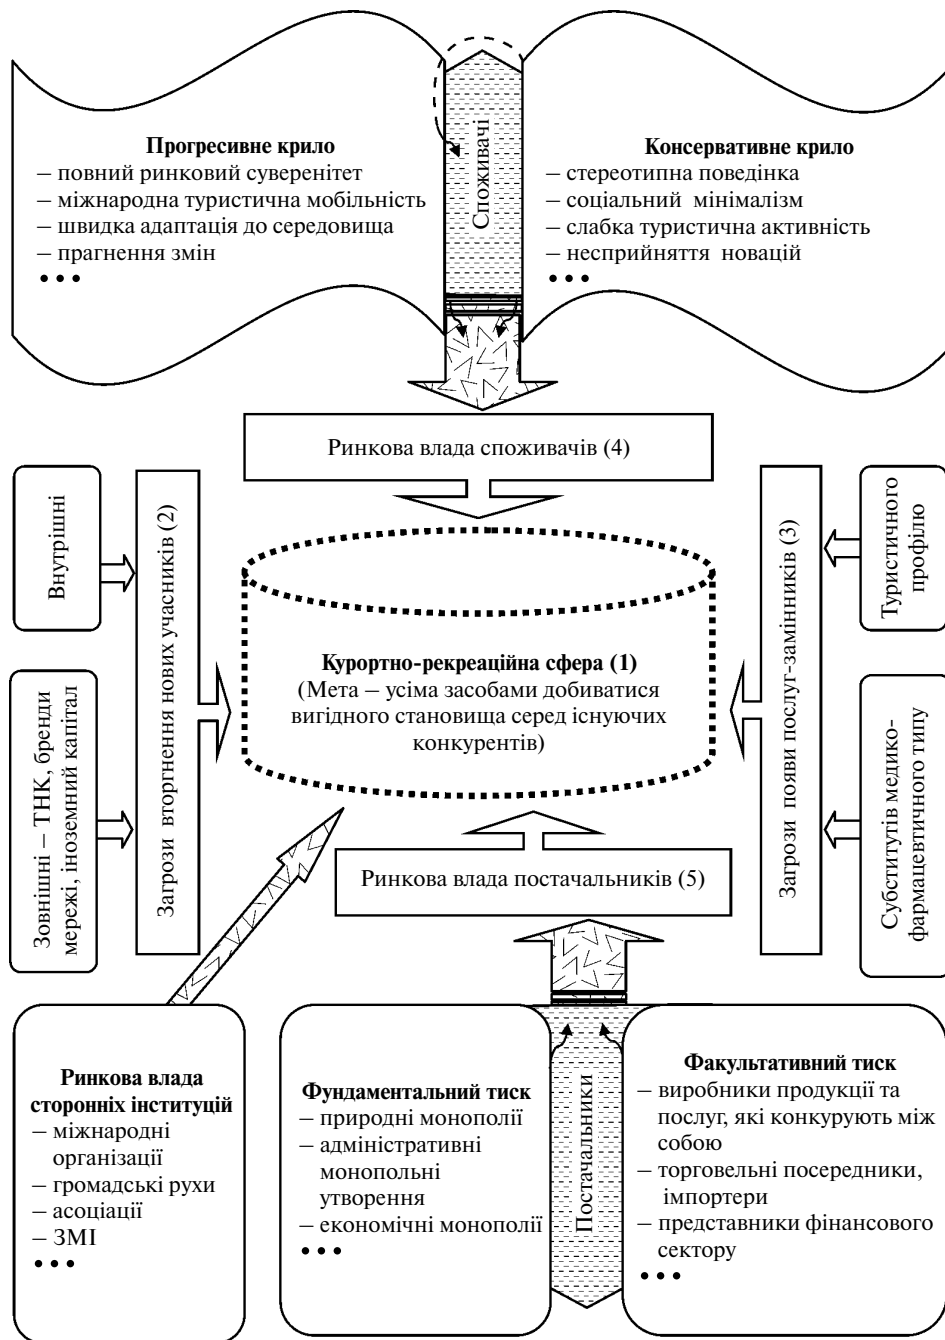 Прогресивне крило
– повний ринковий суверенітет
– міжнародна туристична мобільність
– швидка адаптація до середовища
– прагнення змін
• • •
Споживачі
Консервативне крило
– стереотипна поведінка
– соціальний мінімалізм
– слабка туристична активність
– несприйняття новацій
• • •
Ринкова влада споживачів (4)
Внутрішні
Зовнішні – ТНК, бренди
мережі, іноземний капітал
Загрози вторгнення нових учасників (2)
Курортно-рекреаційна сфера (1)
(Мета – усіма засобами добиватися
вигідного становища серед існуючих
конкурентів)
Загрози появи послуг-замінників (3)
Туристичного
профілю
Субститутів медико-
фармацевтичного типу
Ринкова влада постачальників (5)
Ринкова влада
сторонніх інституцій
– міжнародні
організації
– громадські рухи
– асоціації
– ЗМІ
• • •
Фундаментальний тиск
– природні монополії
– адміністративні
монопольні
утворення
– економічні монополії
• • •
Постачальники
Факультативний тиск
– виробники продукції та
послуг, які конкурують між
собою
– торговельні посередники,
імпортери
– представники фінансового
сектору
• • •